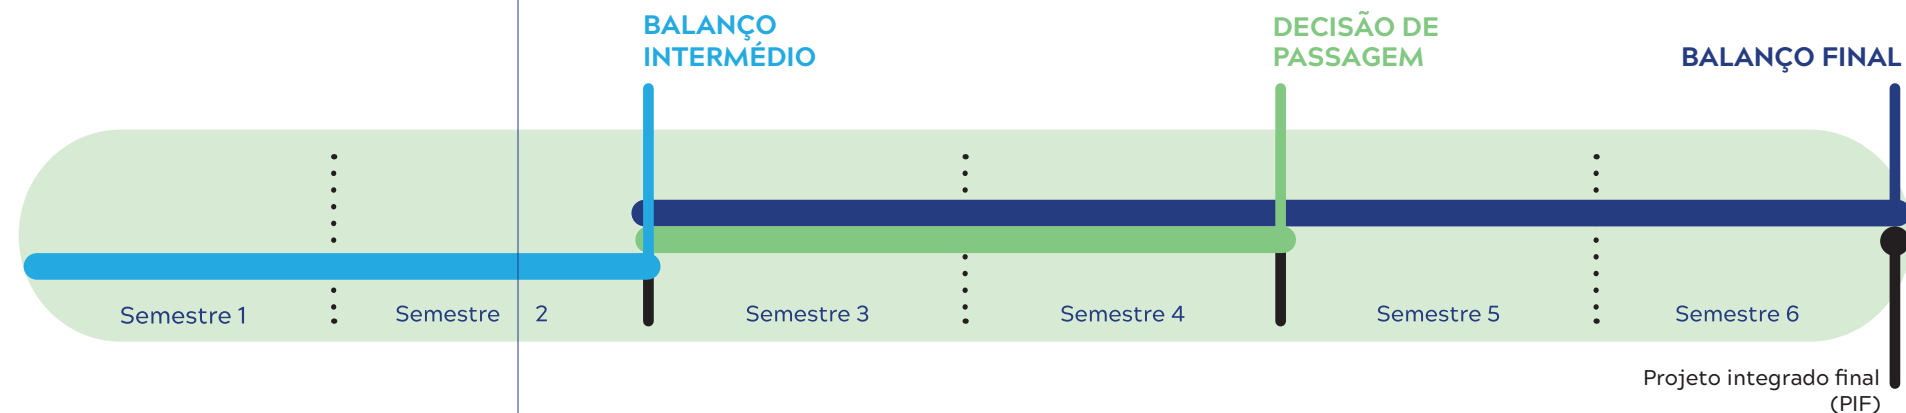 BALANÇO
INTERMÉDIO
DECISÃO DE
PASSAGEM
BALANÇO FINAL
Semestre 1
Semestre 2
Semestre 3
Semestre 4
Semestre 5
Semestre 6
Projeto integrado final
(PIF)